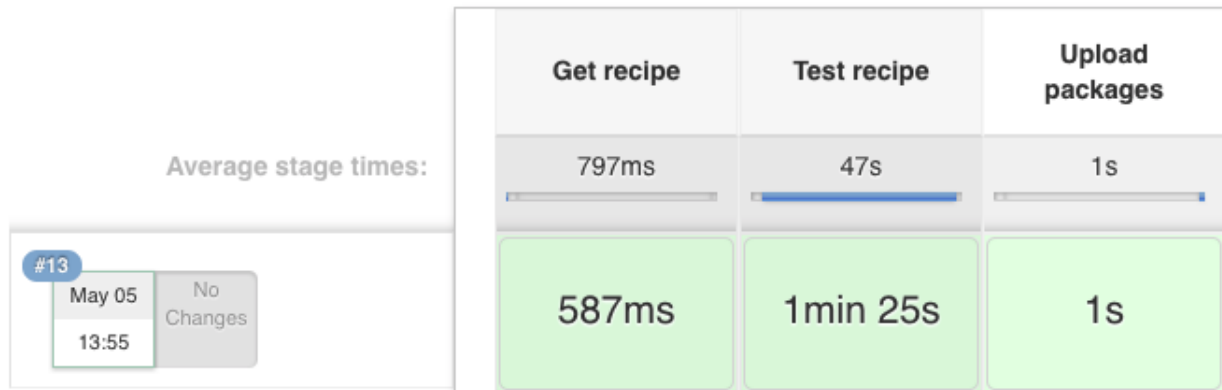 Get recipe
Test recipe
Upload
packages
Average stage times:
797ms
47s
1s
#13
May 05
No
Changes
13:55
587ms
1min 25s
1s